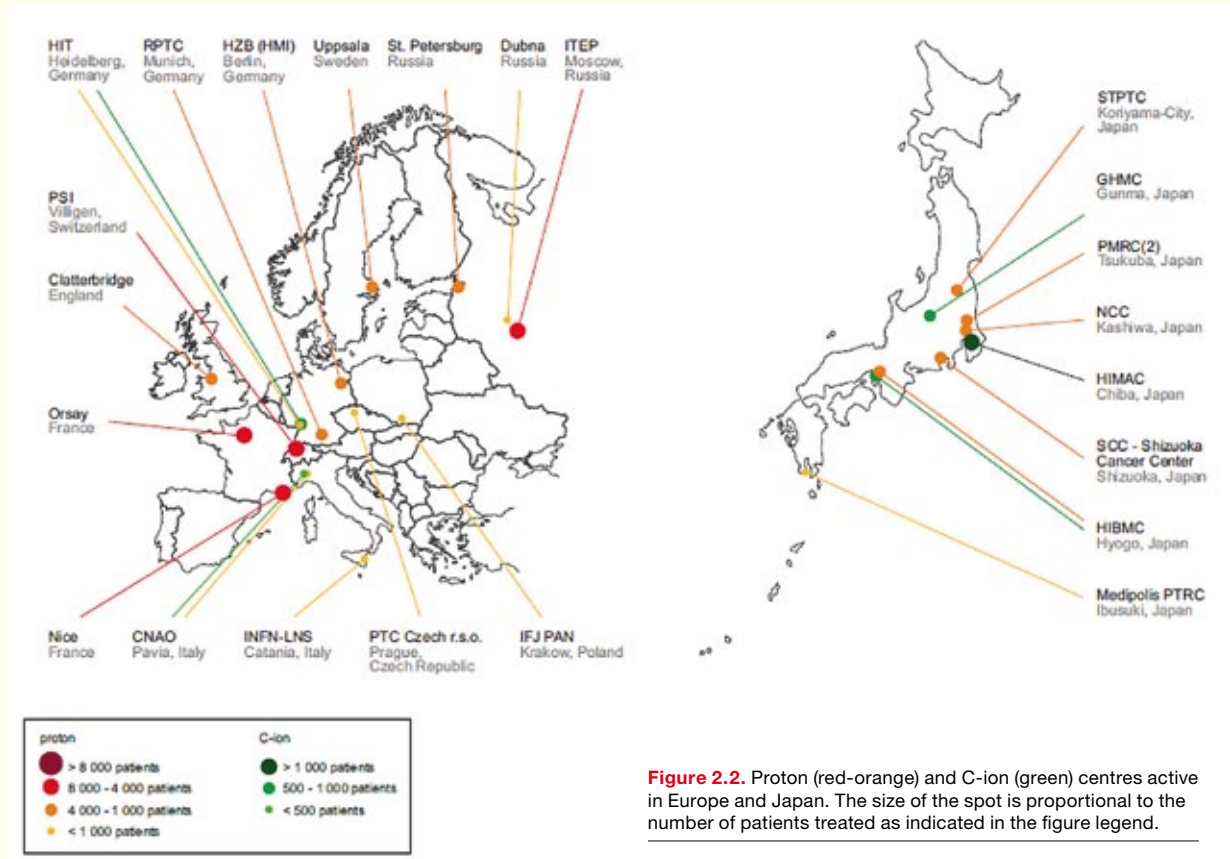 HIT
Heidelberg,
Germany
RPTC
Munich,
Germany
HZB (HMI)
Berlin,
Germany
Uppsala
Sweden
St. Petersburg
Russia
Dubna
Russia
ITEP
Moscow,
Russia
PSI
Villigen,
Switzerland
Clatterbridge
England
Orsay
France
Nice
France
CNAO
Pavia, Italy
INFN-LNS
Catania, Italy
PTC Czech r.s.o.
Prague,
Czech Republic
IFJ PAN
Krakow, Poland
STPTC
Koriyama-City,
Japan
GHMC
Gunma, Japan
PMRC(2)
Tsukuba, Japan
NCC
Kashiwa, Japan
HIMAC
Chiba, Japan
SCC - Shizuoka
Cancer Center
Shizuoka, Japan
HIBMC
Hyogo, Japan
Medipolis PTRC
Ibusuki, Japan
proton
> 8 000 patients
8 000 - 4 000 patients
4 000 - 1 000 patients
< 1 000 patients
C-ion
> 1 000 patients
500 - 1 000 patients
< 500 patients
Figure 2.2. Proton (red-orange) and C-ion (green) centres active
in Europe and Japan. The size of the spot is proportional to the
number of patients treated as indicated in the figure legend.